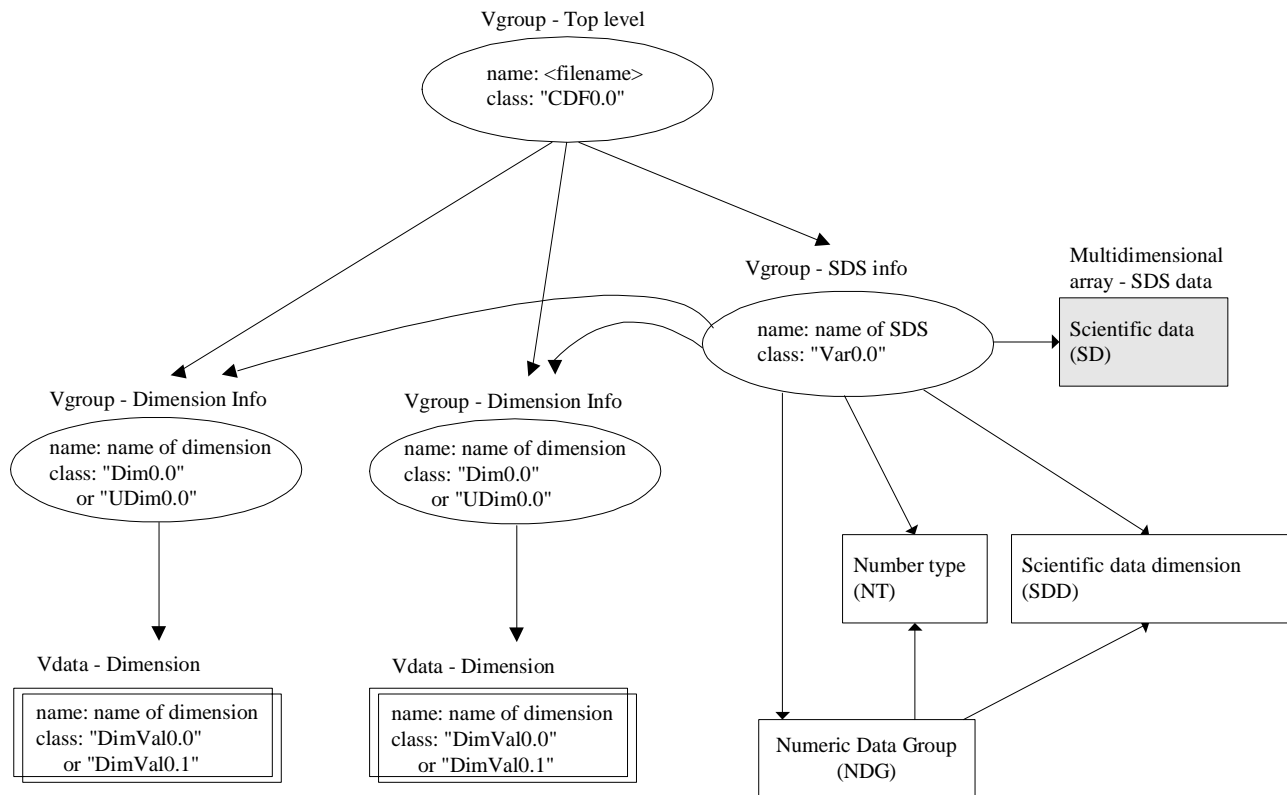 Vgroup - Top level
name: <filename>
class: "CDF0.0"
Vgroup - SDS info
name: name of SDS
class: "Var0.0"
Multidimensional
array - SDS data
Scientific data
(SD)
Vgroup - Dimension Info
name: name of dimension
class: "Dim0.0"
or "UDim0.0"
Vgroup - Dimension Info
name: name of dimension
class: "Dim0.0"
or "UDim0.0"
Number type
(NT)
Scientific data dimension
(SDD)
Vdata - Dimension
name: name of dimension
class: "DimVal0.0"
or "DimVal0.1"
Vdata - Dimension
name: name of dimension
class: "DimVal0.0"
or "DimVal0.1"
Numeric Data Group
(NDG)